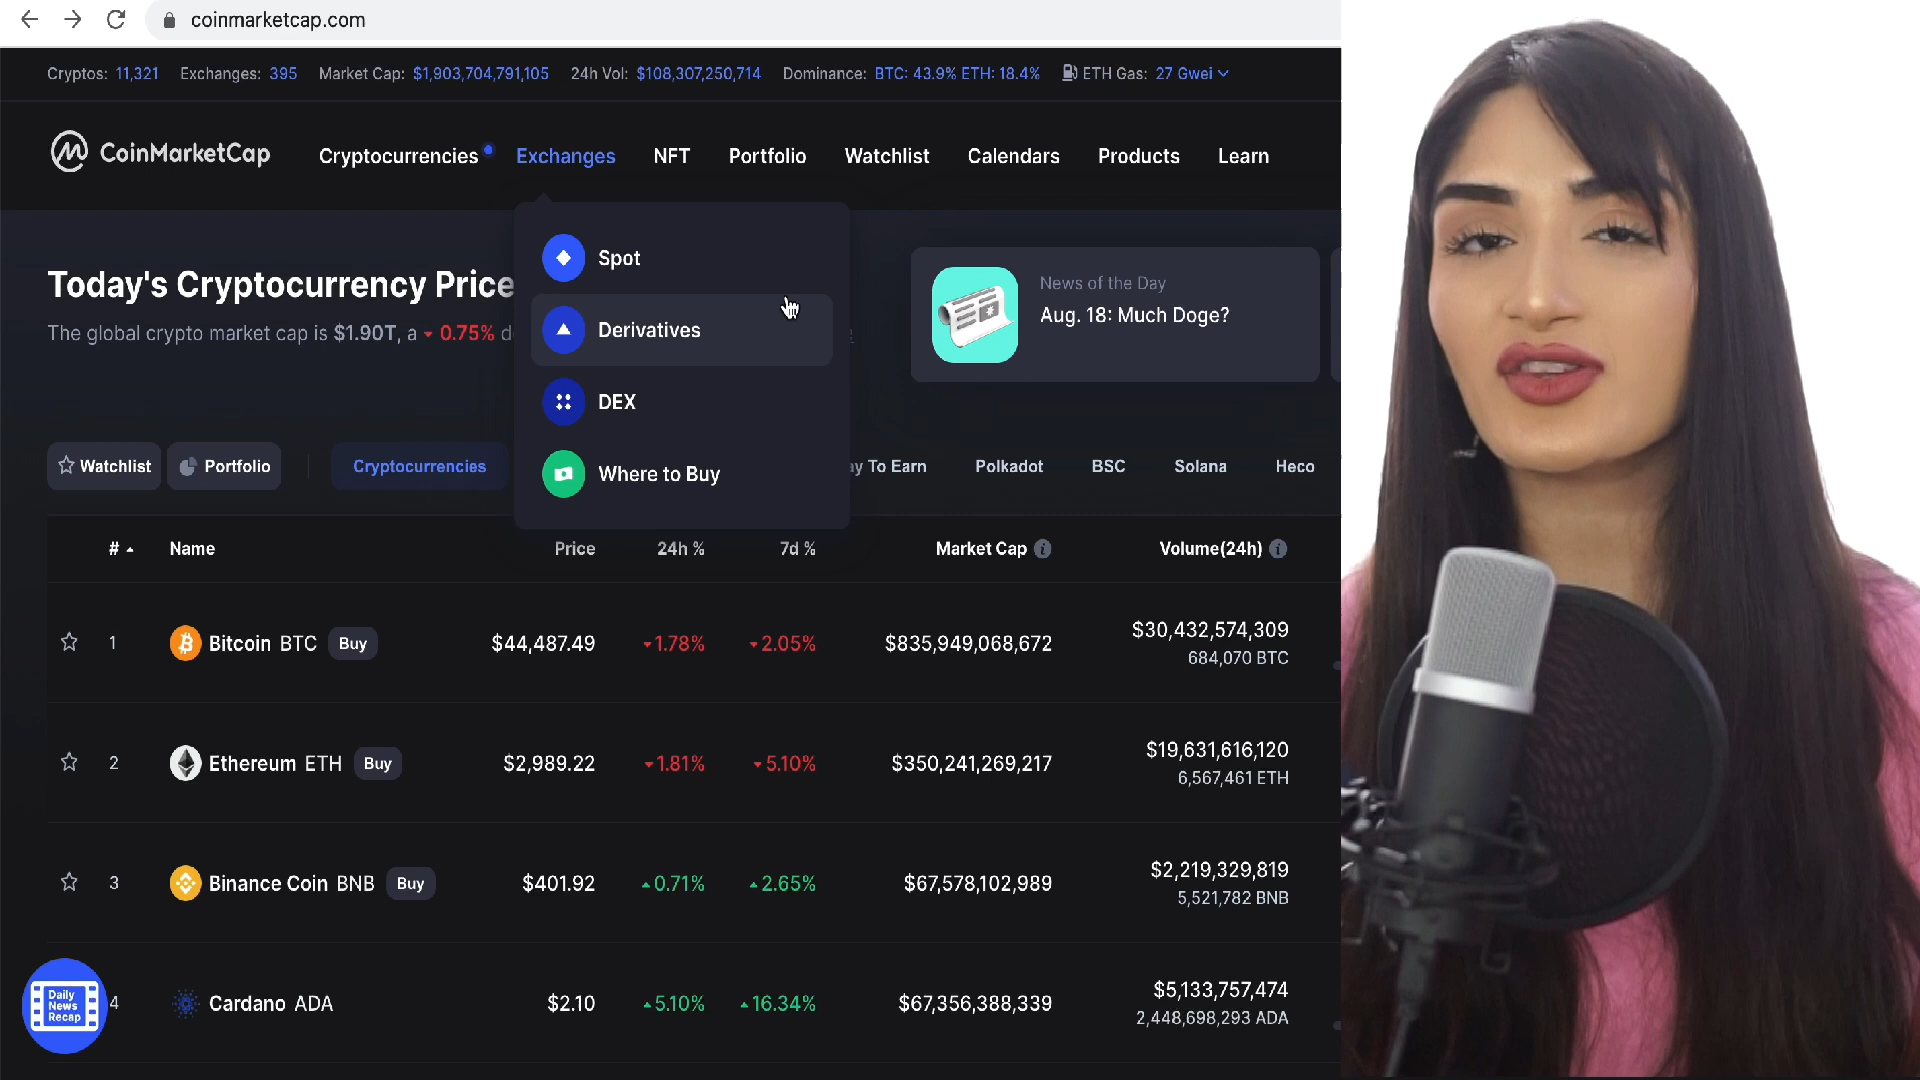 coinmarketcap.com
Cryptos: 11,321 Exchanges: 395 Market Cap: $1,903,704,791,105 24h Vol: $108,307,250,714 Dominance: BTC: 43.9% ETH: 18.4% ETH Gas: 27 Gwei
CoinMarketCap Cryptocurrencies Exchanges NFT Portfolio Watchlist Calendars Products Learn
Spot
Derivatives
DEX
Where to Buy
Today's Cryptocurrency Price
The global crypto market cap is $1.90T, a 0.75% d
News of the Day
Aug. 18: Much Doge?
Watchlist Portfolio Cryptocurrencies ay To Earn Polkadot BSC Solana Heco
# Name Price 24h % 7d % Market Cap Volume(24h)
1 Bitcoin BTC Buy $44,487.49 1.78% 2.05% $835,949,068,672 $30,432,574,309
684,070 BTC
2 Ethereum ETH Buy $2,989.22 1.81% 5.10% $350,241,269,217 $19,631,616,120
6,567,461 ETH
3 Binance Coin BNB Buy $401.92 0.71% 2.65% $67,578,102,989 $2,219,329,819
5,521,782 BNB
4 Cardano ADA $2.10 5.10% 16.34% $67,356,388,339 $5,133,757,474
2,448,698,293 ADA
Daily
News
Recap